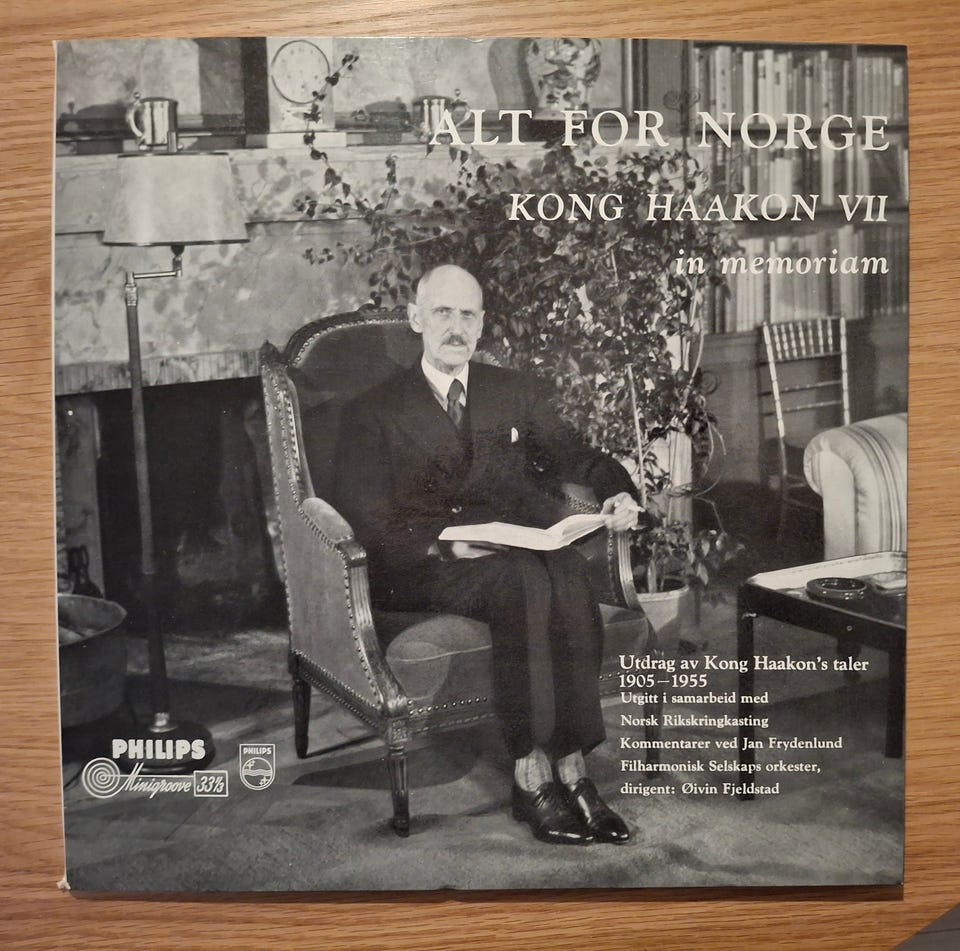 ALT FOR NORGE
KONG HAAKON VII
in memoriam
Utdrag av Kong Haakon's taler
1905–1955
Utgitt i samarbeid med
Norsk Rikskringkasting
Kommentarer ved Jan Frydenlund
Filharmonisk Selskaps orkester,
dirigent: Øivin Fjeldstad
PHILIPS
Minigroove 33⅓
PHILIPS